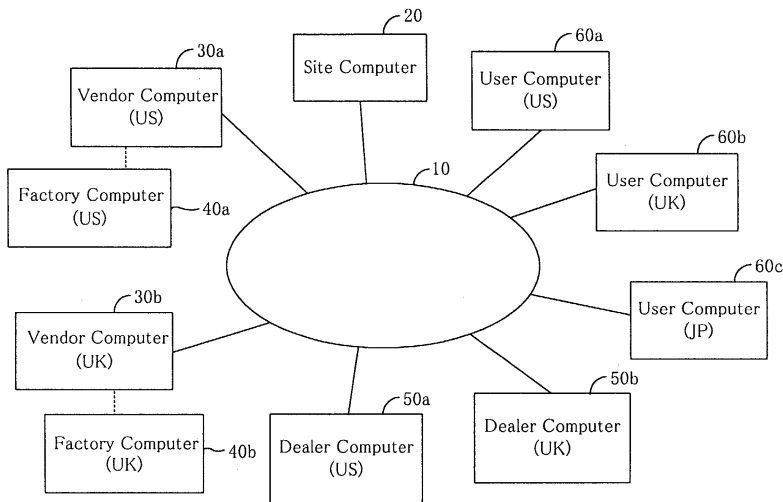 20
Site Computer
30a
Vendor Computer
(US)
60a
User Computer
(US)
Factory Computer
(US)
40a
10
60b
User Computer
(UK)
60c
User Computer
(JP)
30b
Vendor Computer
(UK)
Factory Computer
(UK)
40b
50a
Dealer Computer
(US)
50b
Dealer Computer
(UK)